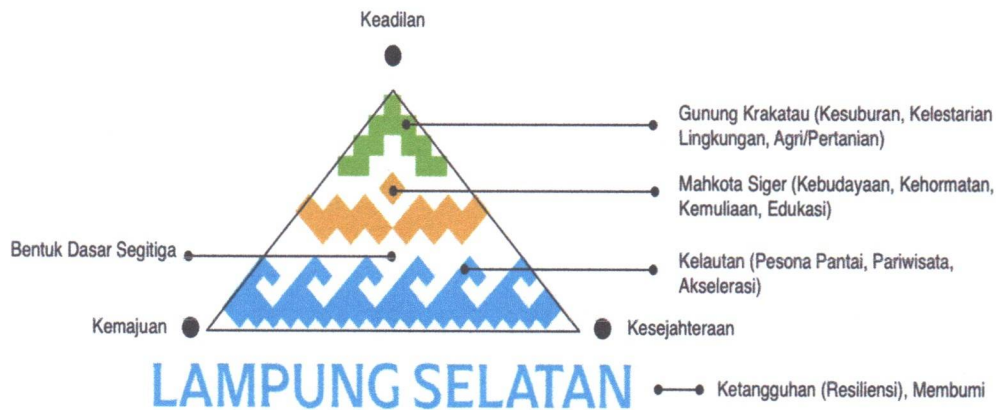 Keadilan
Gunung Krakatau (Kesuburan, Kelestarian
Lingkungan, Agri/Pertanian)
Mahkota Siger (Kebudayaan, Kehormatan,
Kemuliaan, Edukasi)
Bentuk Dasar Segitiga
Kelautan (Pesona Pantai, Pariwisata,
Akselerasi)
Kemajuan
Kesejahteraan
LAMPUNG SELATAN
Ketangguhan (Resiliensi), Membumi